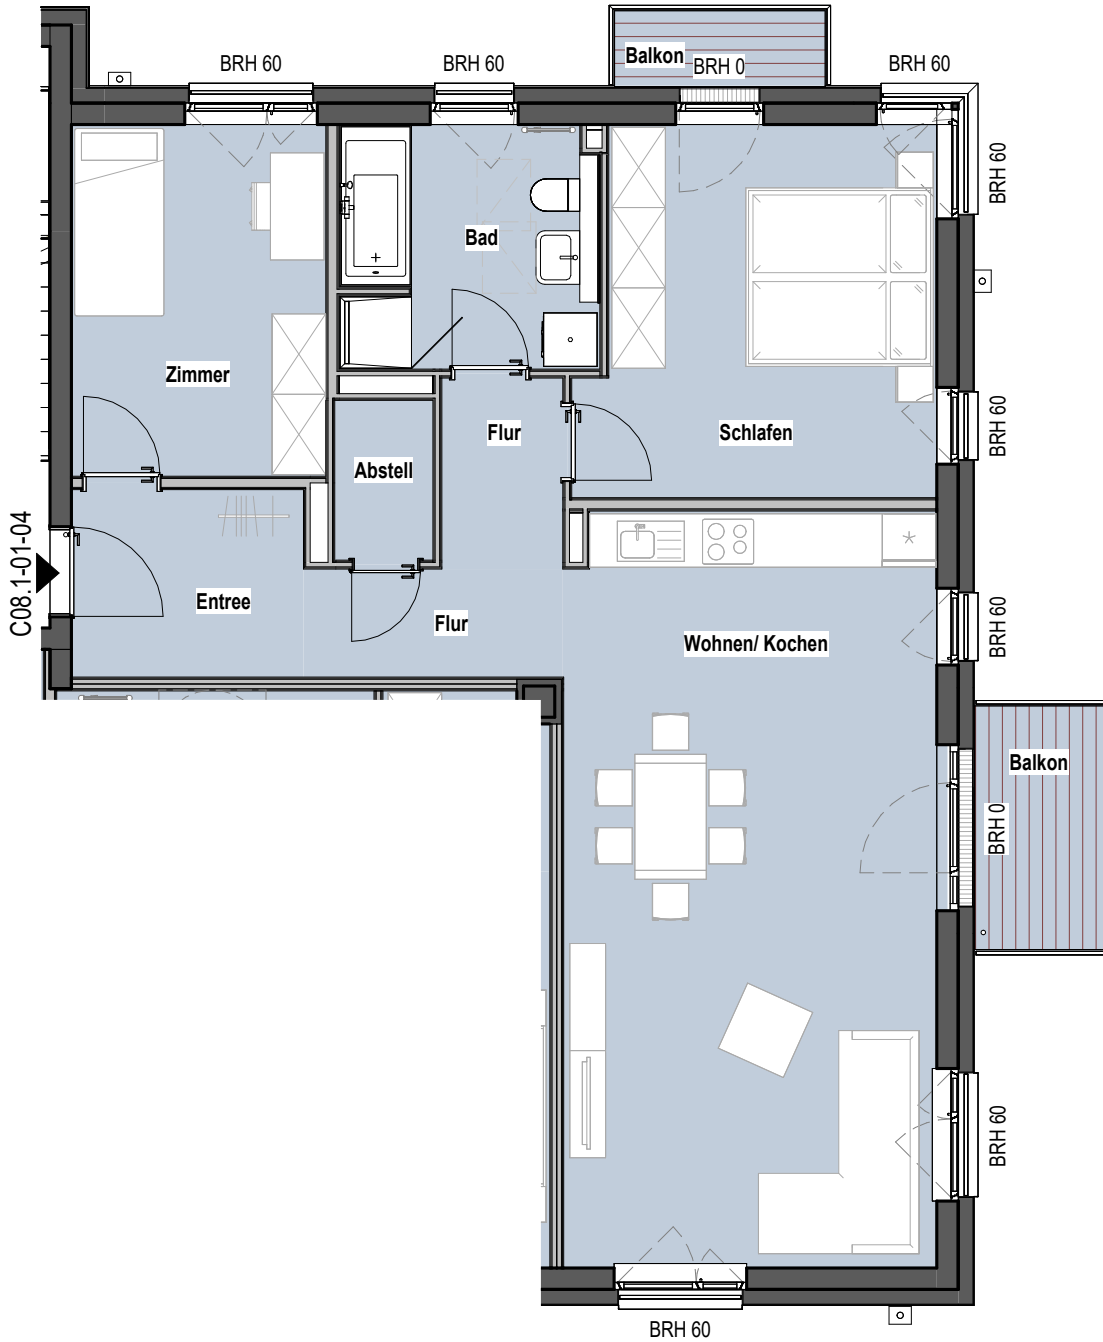 BRH 60
BRH 60
Balkon
BRH 0
BRH 60
BRH 60
Bad
Zimmer
Flur
Schlafen
BRH 60
Abstell
C08.1-01-04
Entree
Flur
Wohnen/ Kochen
BRH 60
Balkon
BRH 0
BRH 60
BRH 60